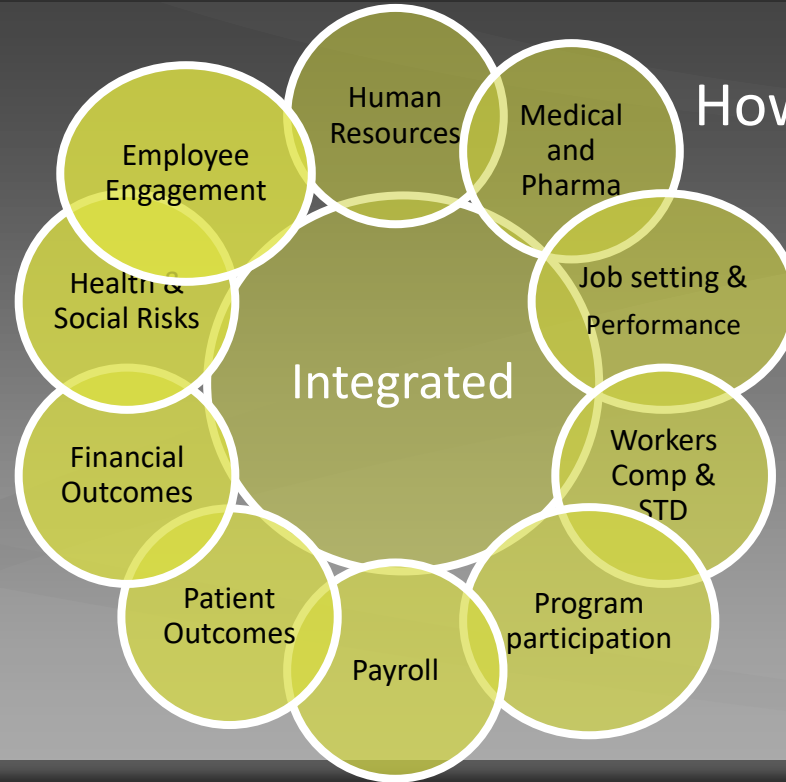 How
Human
Resources
Medical
and
Pharma
Job setting &
Performance
Workers
Comp &
STD
Program
participation
Payroll
Patient
Outcomes
Financial
Outcomes
Health &
Social Risks
Employee
Engagement
Integrated